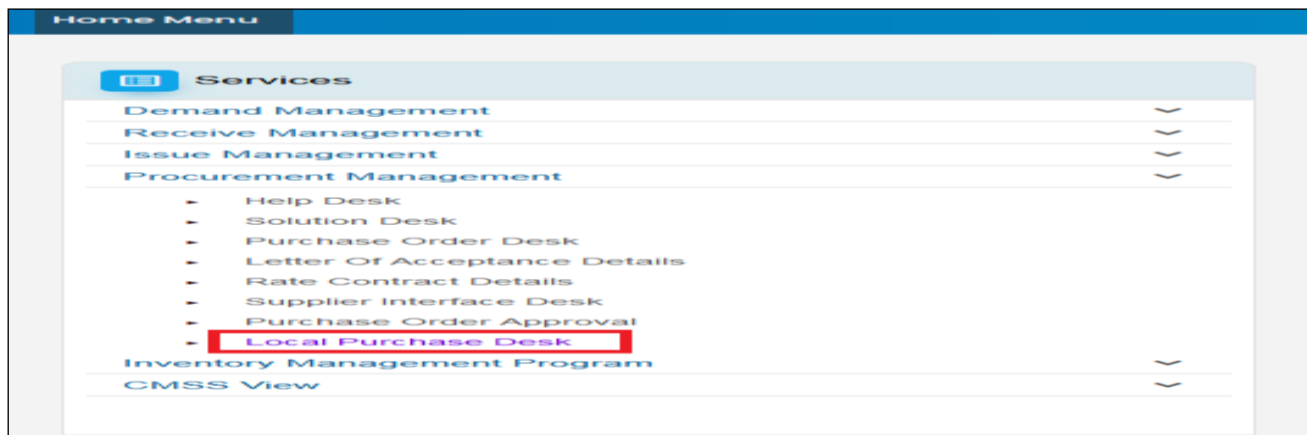 Home Menu
Services
Demand Management
Receive Management
Issue Management
Procurement Management
Help Desk
Solution Desk
Purchase Order Desk
Letter Of Acceptance Details
Rate Contract Details
Supplier Interface Desk
Purchase Order Approval
Local Purchase Desk
Inventory Management Program
CMSS View